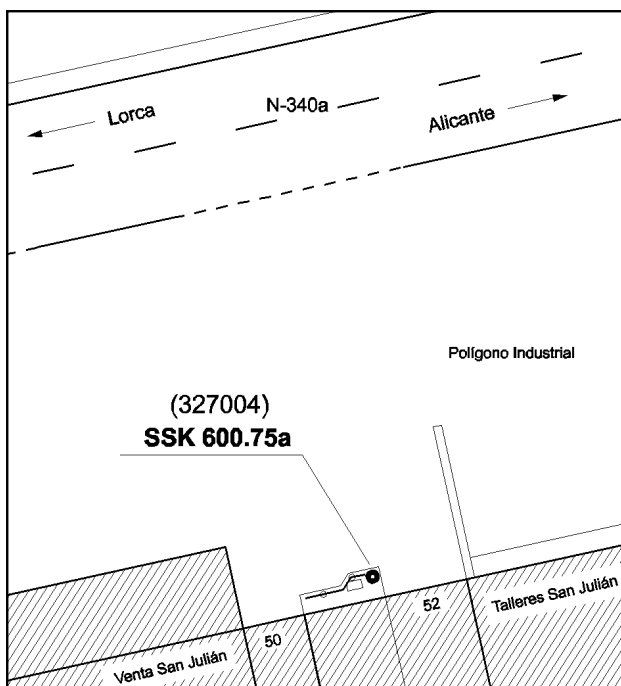 Lorca
N-340a
Alicante
Polígono Industrial
(327004)
SSK 600.75a
52
Talleres San Julián
50
Venta San Julián